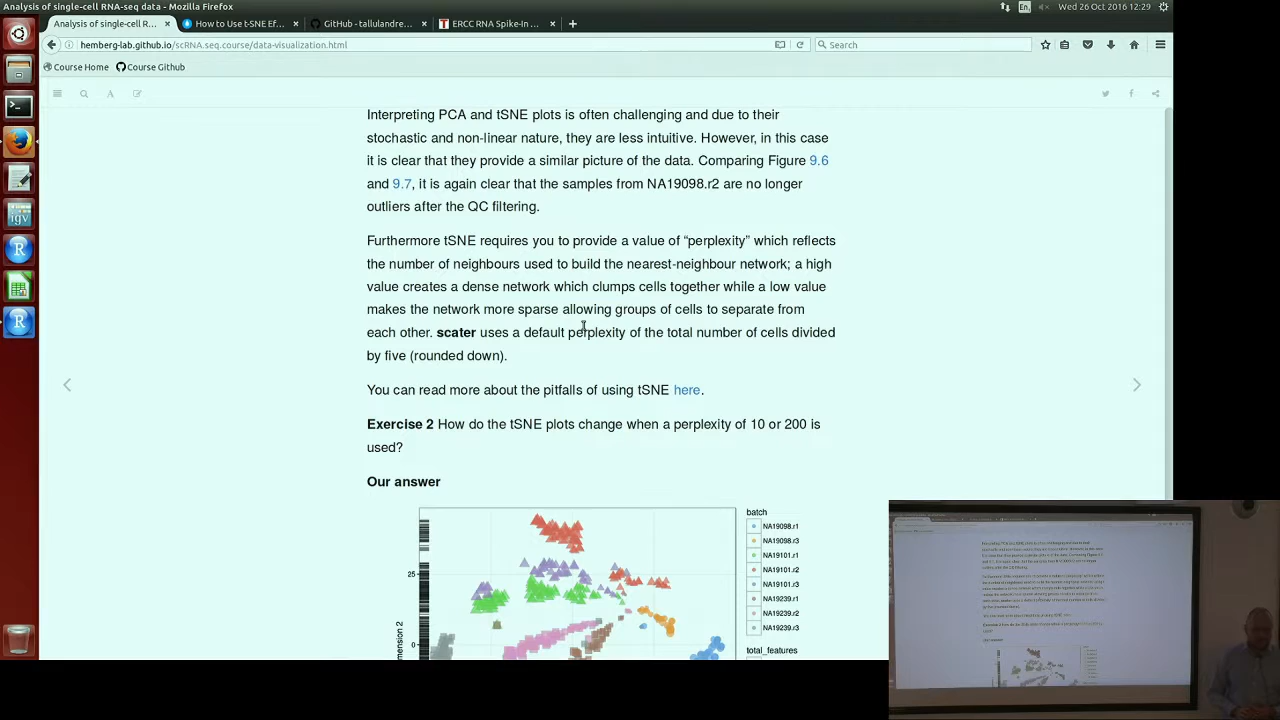 Analysis of single-cell RNA-seq data - Mozilla Firefox
En
Wed 26 Oct 2016 12:29
Analysis of single-cell R...
How to Use t-SNE Ef...
GitHub - tallulandre...
ERCC RNA Spike-In ...
hemberg-lab.github.io/scRNA.seq.course/data-visualization.html
Search
Course Home
Course Github
Interpreting PCA and tSNE plots is often challenging and due to their
stochastic and non-linear nature, they are less intuitive. However, in this case
it is clear that they provide a similar picture of the data. Comparing Figure 9.6
and 9.7, it is again clear that the samples from NA19098.r2 are no longer
outliers after the QC filtering.
Furthermore tSNE requires you to provide a value of “perplexity” which reflects
the number of neighbours used to build the nearest-neighbour network; a high
value creates a dense network which clumps cells together while a low value
makes the network more sparse allowing groups of cells to separate from
each other. scater uses a default perplexity of the total number of cells divided
by five (rounded down).
You can read more about the pitfalls of using tSNE here.
Exercise 2 How do the tSNE plots change when a perplexity of 10 or 200 is
used?
Our answer
batch
NA19098.r1
NA19098.r3
NA19101.r1
NA19101.r2
NA19101.r3
NA19239.r1
NA19239.r2
NA19239.r3
total_features
25
0
mension 2
igv
R
R